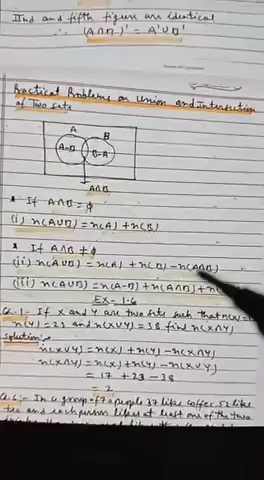 IInd and fifth figure are identical
∴ (A∩B)' = A'∪B'
Practical Problems on Union and Intersection
of Two sets
A
B
A-B
B-A
A∩B
* If A∩B = ϕ
(i) n(A∪B) = n(A) + n(B)
* If A∩B ≠ ϕ
(ii) n(A∪B) = n(A) + n(B) - n(A∩B)
(iii) n(A∪B) = n(A-B) + n(A∩B) +
EX - 1.6
Q.1:- If X and Y are two sets such that n(X) =
n(Y) = 23 and n(X∪Y) = 38 find n(X∩Y)
Solution:-
n(X∪Y) = n(X) + n(Y) - n(X∩Y)
n(X∩Y) = n(X) + n(Y) - n(X∪Y)
= 17 + 23 - 38
= 2
Q.6:- In a group of 70 people 37 like coffee 52 like
tea and each person likes at least one of the two